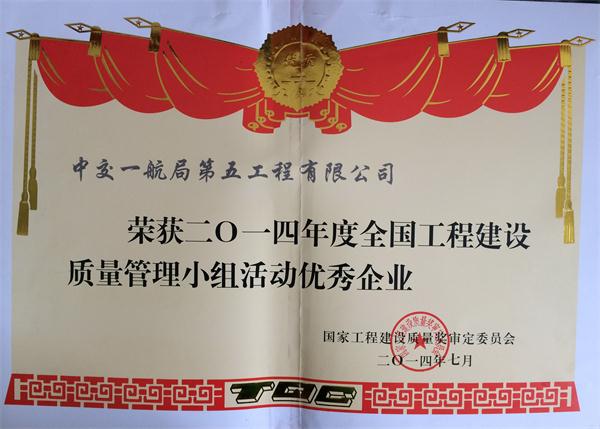 中交一航局第五工程有限公司
荣获二〇一四年度全国工程建设
质量管理小组活动优秀企业
国家工程建设质量奖审定委员会
二〇一四年七月
TQC